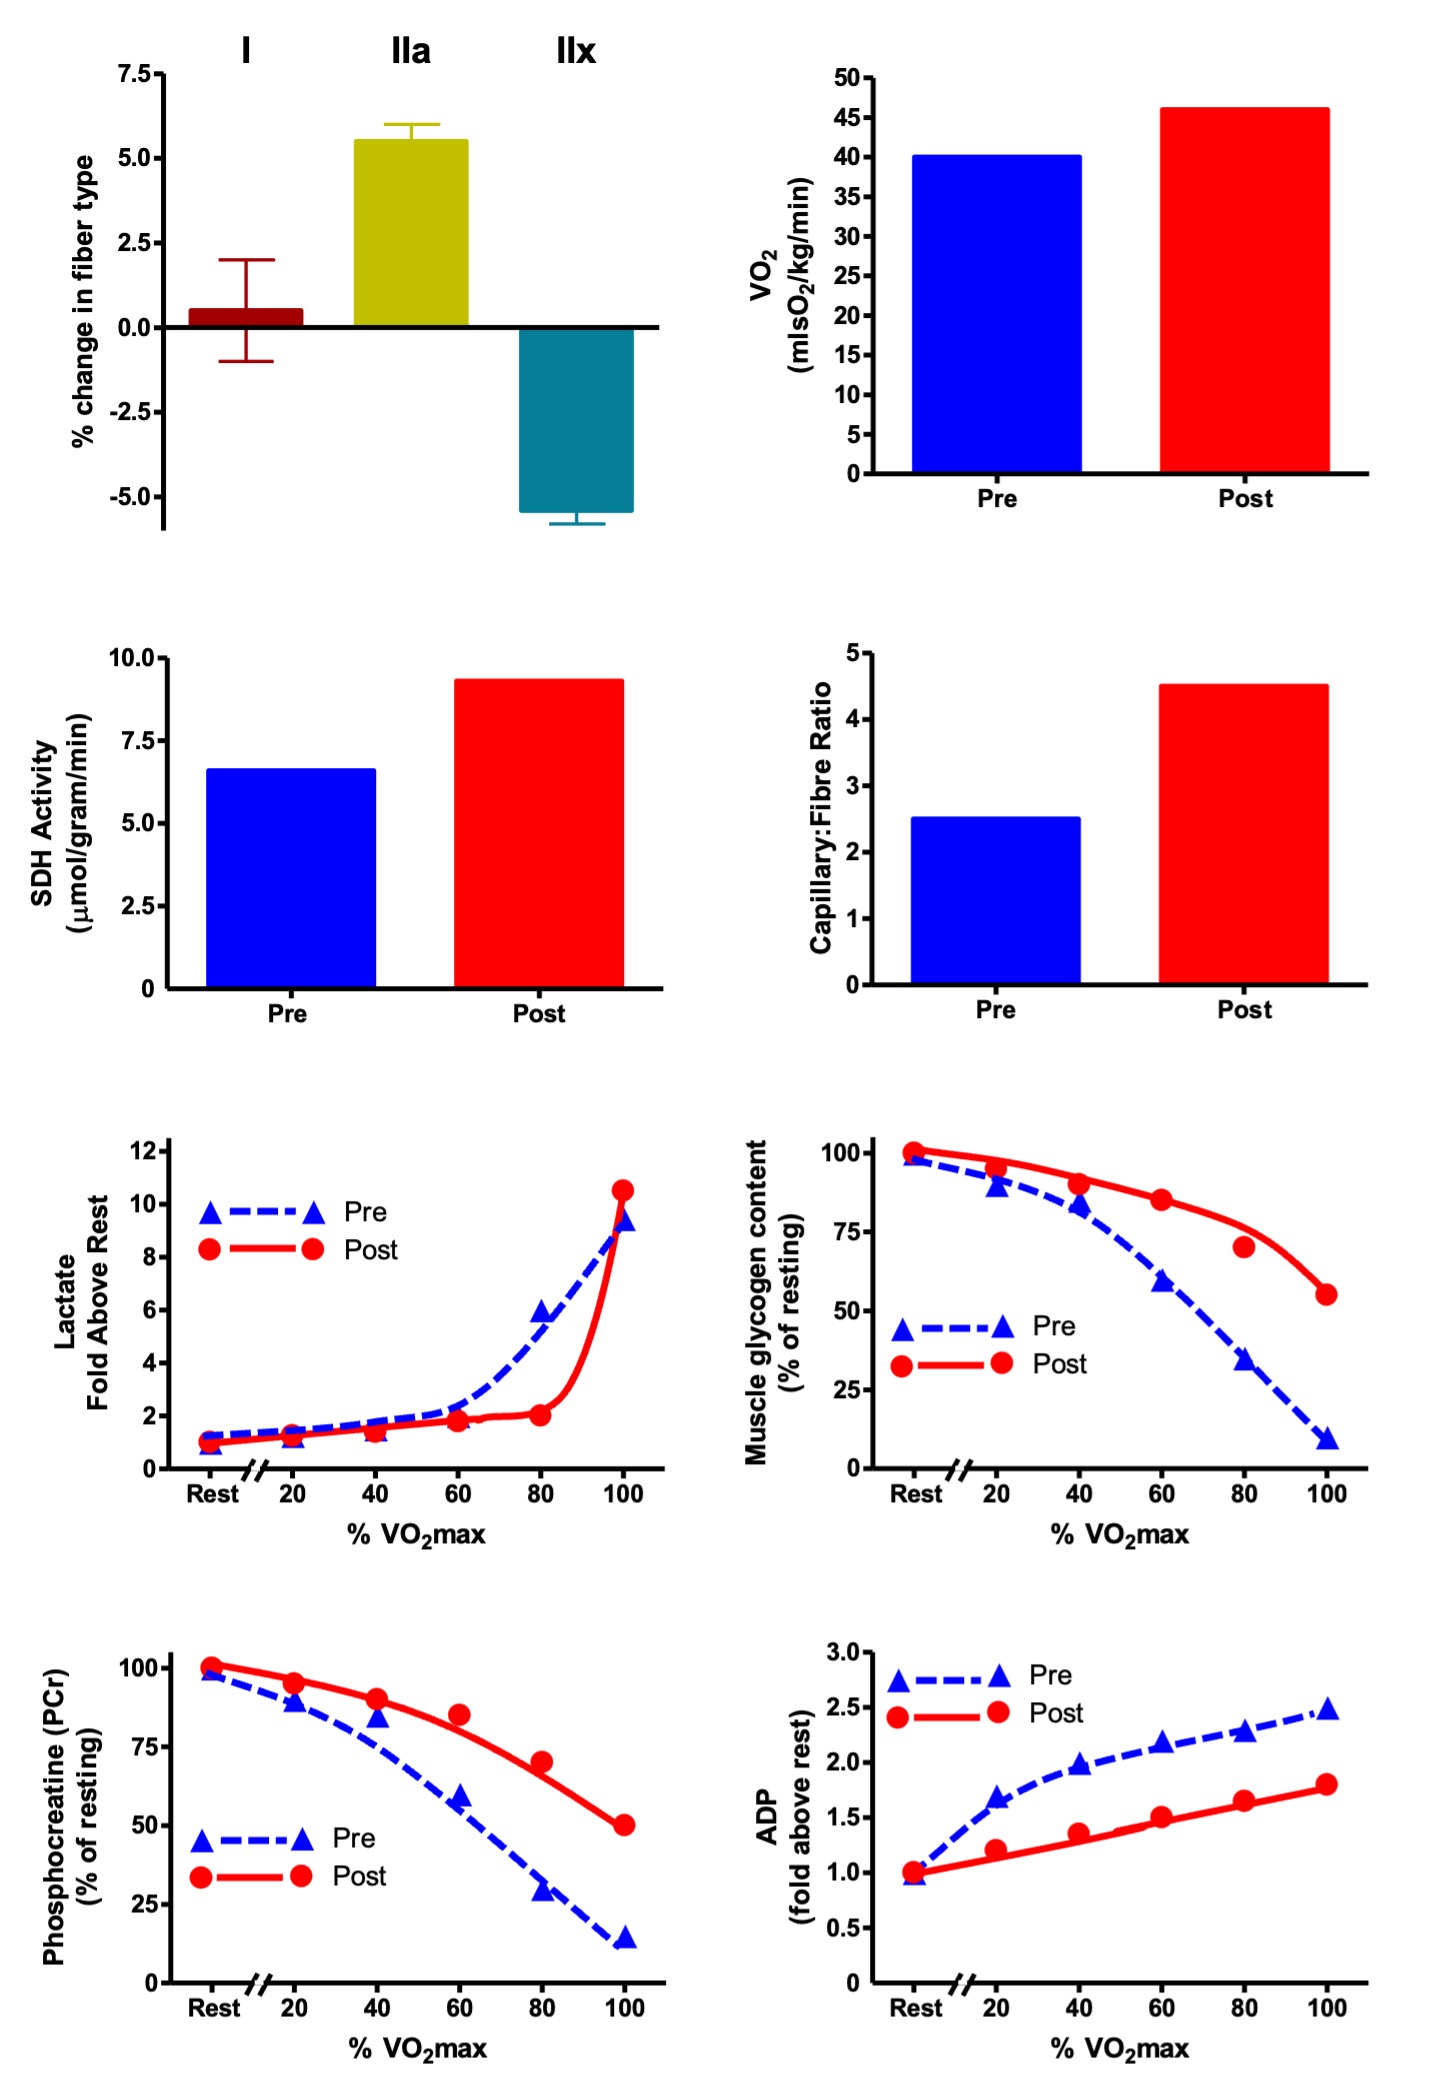 I IIa IIx
% change in fiber type
7.5
5.0
2.5
0.0
-2.5
-5.0
VO2
(mlsO2/kg/min)
50
45
40
35
30
25
20
15
10
5
0
Pre Post
SDH Activity
(μmol/gram/min)
10.0
7.5
5.0
2.5
0
Pre Post
Capillary:Fibre Ratio
5
4
3
2
1
0
Pre Post
Lactate
Fold Above Rest
12
10
8
6
4
2
0
Pre
Post
Rest 20 40 60 80 100
% VO2max
Muscle glycogen content
(% of resting)
100
75
50
25
0
Pre
Post
Rest 20 40 60 80 100
% VO2max
Phosphocreatine (PCr)
(% of resting)
100
75
50
25
0
Pre
Post
Rest 20 40 60 80 100
% VO2max
ADP
(fold above rest)
3.0
2.5
2.0
1.5
1.0
0.5
0
Pre
Post
Rest 20 40 60 80 100
% VO2max